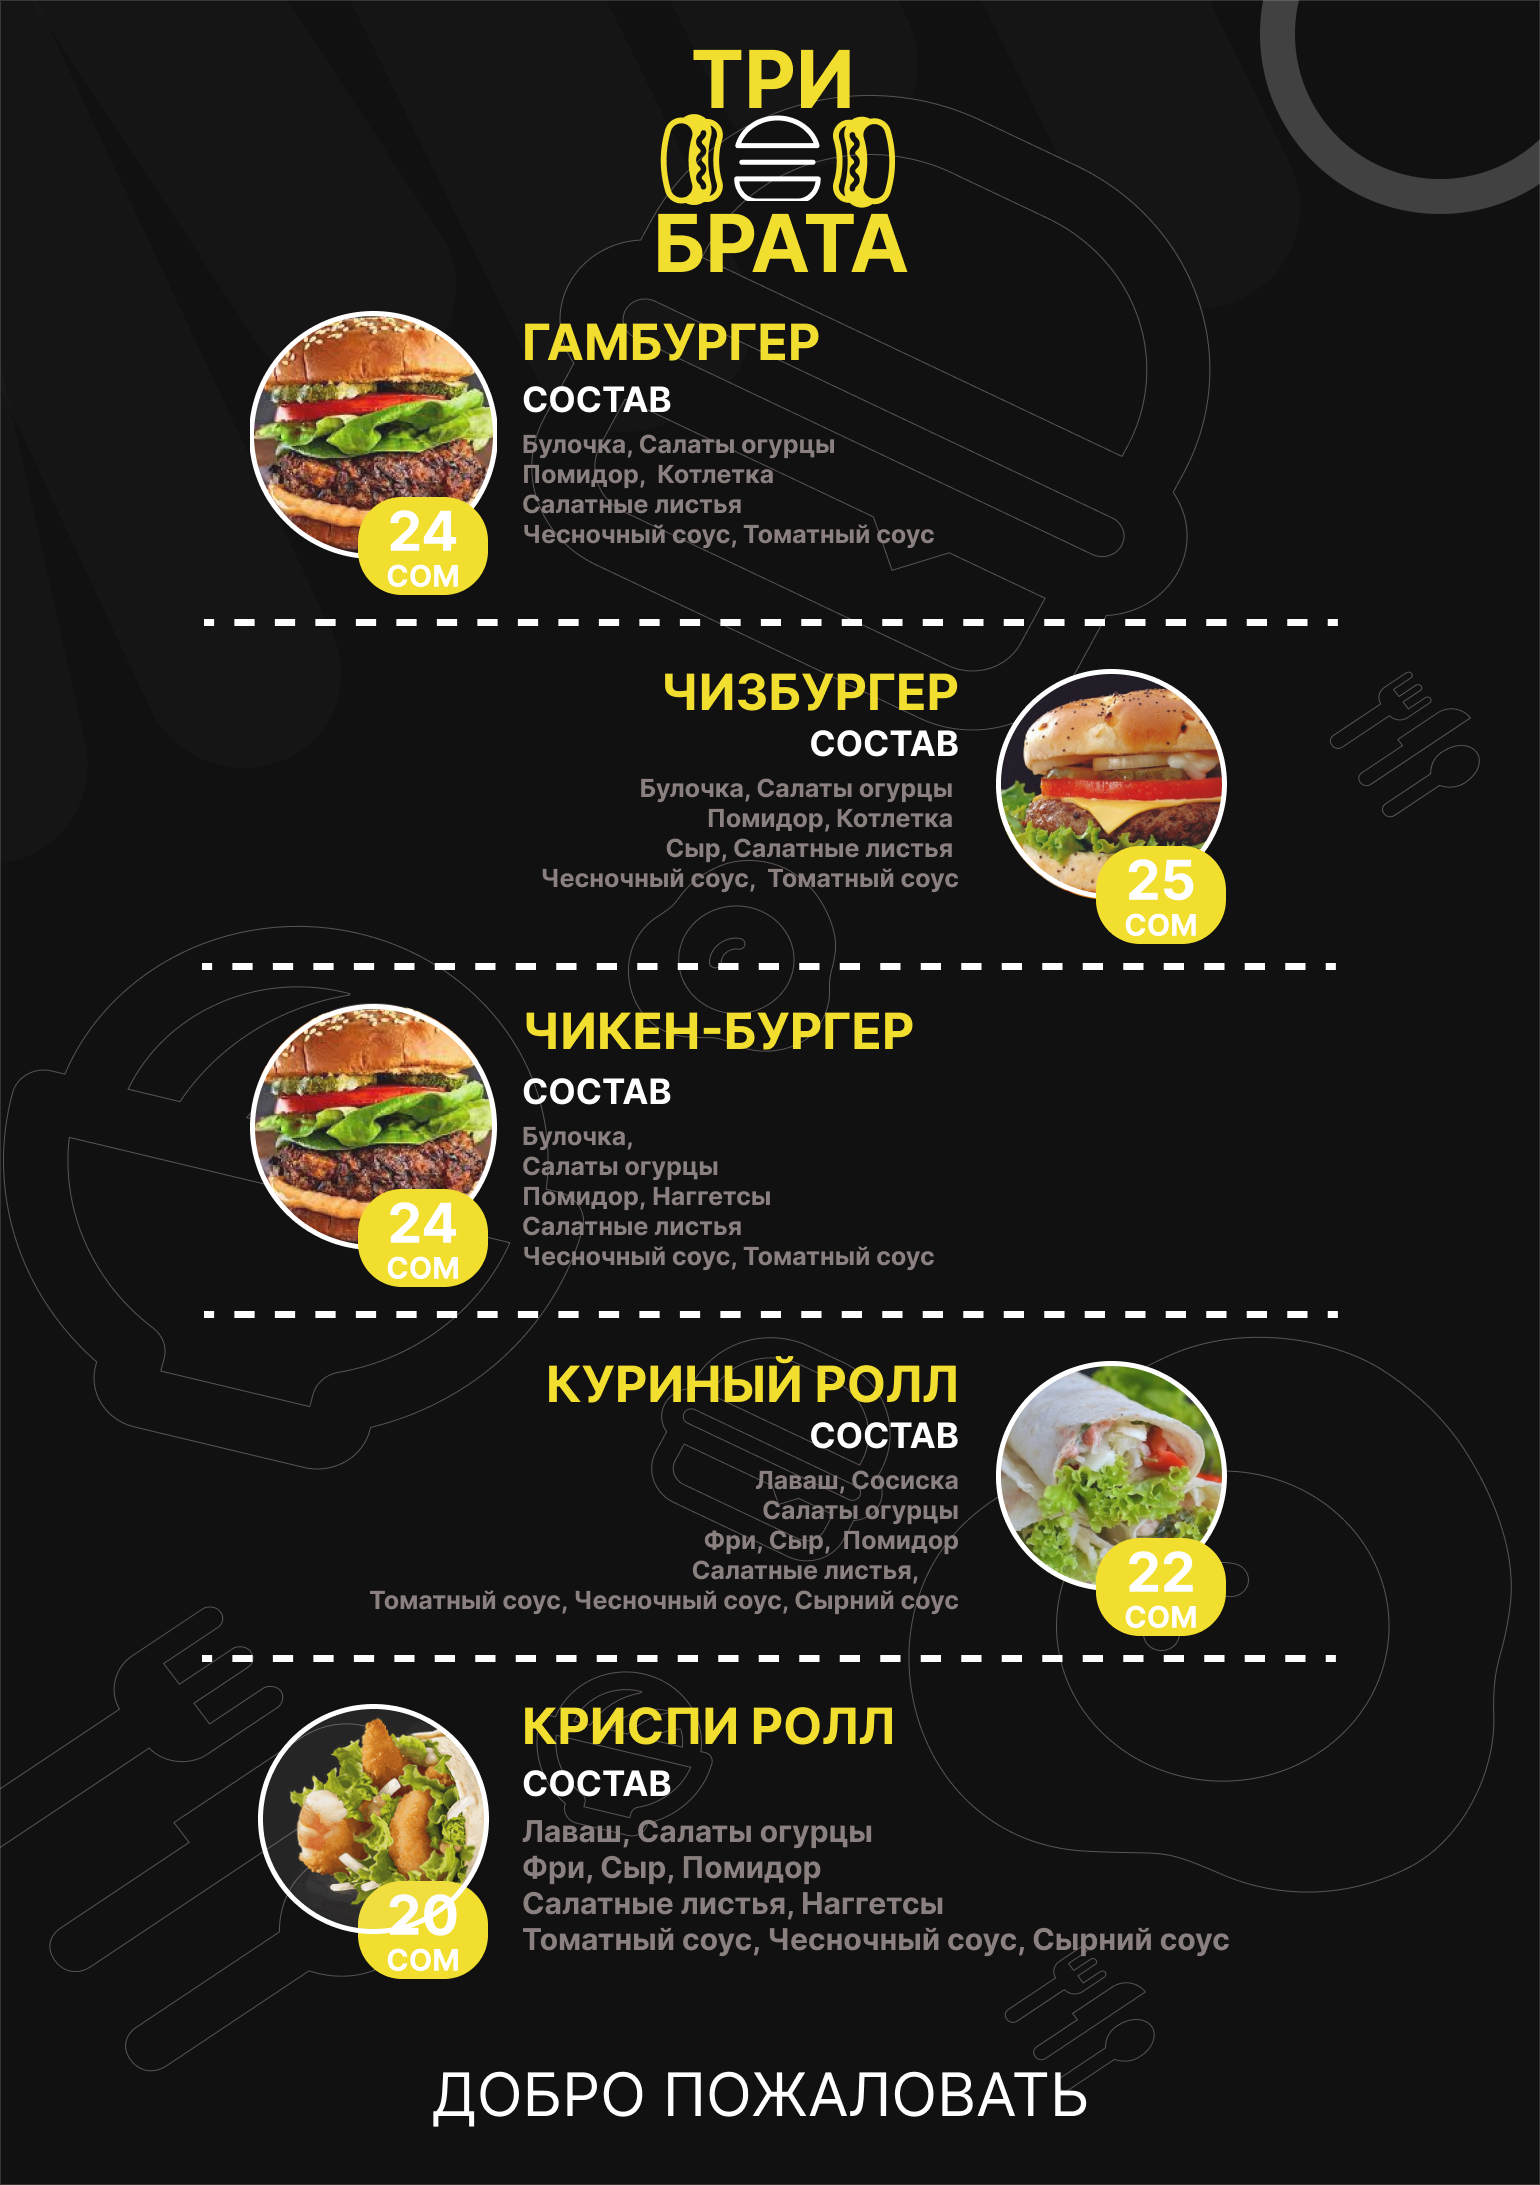 ТРИ
БРАТА
ГАМБУРГЕР
СОСТАВ
Булочка, Салаты огурцы
Помидор, Котлетка
Салатные листья
Чесночный соус, Томатный соус
24
СОМ
ЧИЗБУРГЕР
СОСТАВ
Булочка, Салаты огурцы
Помидор, Котлетка
Сыр, Салатные листья
Чесночный соус, Томатный соус
25
СОМ
ЧИКЕН-БУРГЕР
СОСТАВ
Булочка,
Салаты огурцы
Помидор, Наггетсы
Салатные листья
Чесночный соус, Томатный соус
24
СОМ
КУРИНЫЙ РОЛЛ
СОСТАВ
Лаваш, Сосиска
Салаты огурцы
Фри, Сыр, Помидор
Салатные листья,
Томатный соус, Чесночный соус, Сырний соус
22
СОМ
КРИСПИ РОЛЛ
СОСТАВ
Лаваш, Салаты огурцы
Фри, Сыр, Помидор
Салатные листья, Наггетсы
Томатный соус, Чесночный соус, Сырний соус
20
СОМ
ДОБРО ПОЖАЛОВАТЬ